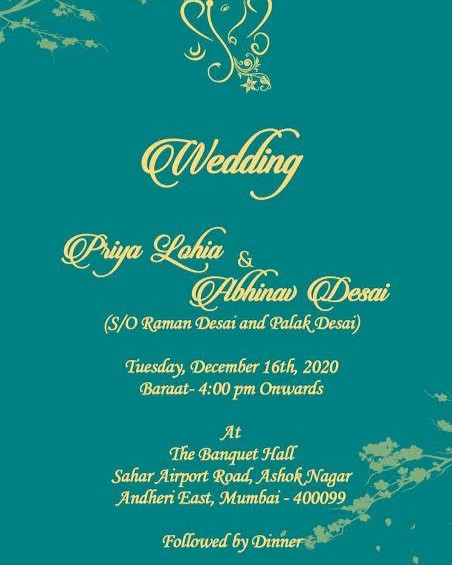 Wedding
Priya Lohia
&
Abhinav Desai
(S/O Raman Desai and Palak Desai)
Tuesday, December 16th, 2020
Baraat- 4:00 pm Onwards
At
The Banquet Hall
Sahar Airport Road, Ashok Nagar
Andheri East, Mumbai - 400099
Followed by Dinner